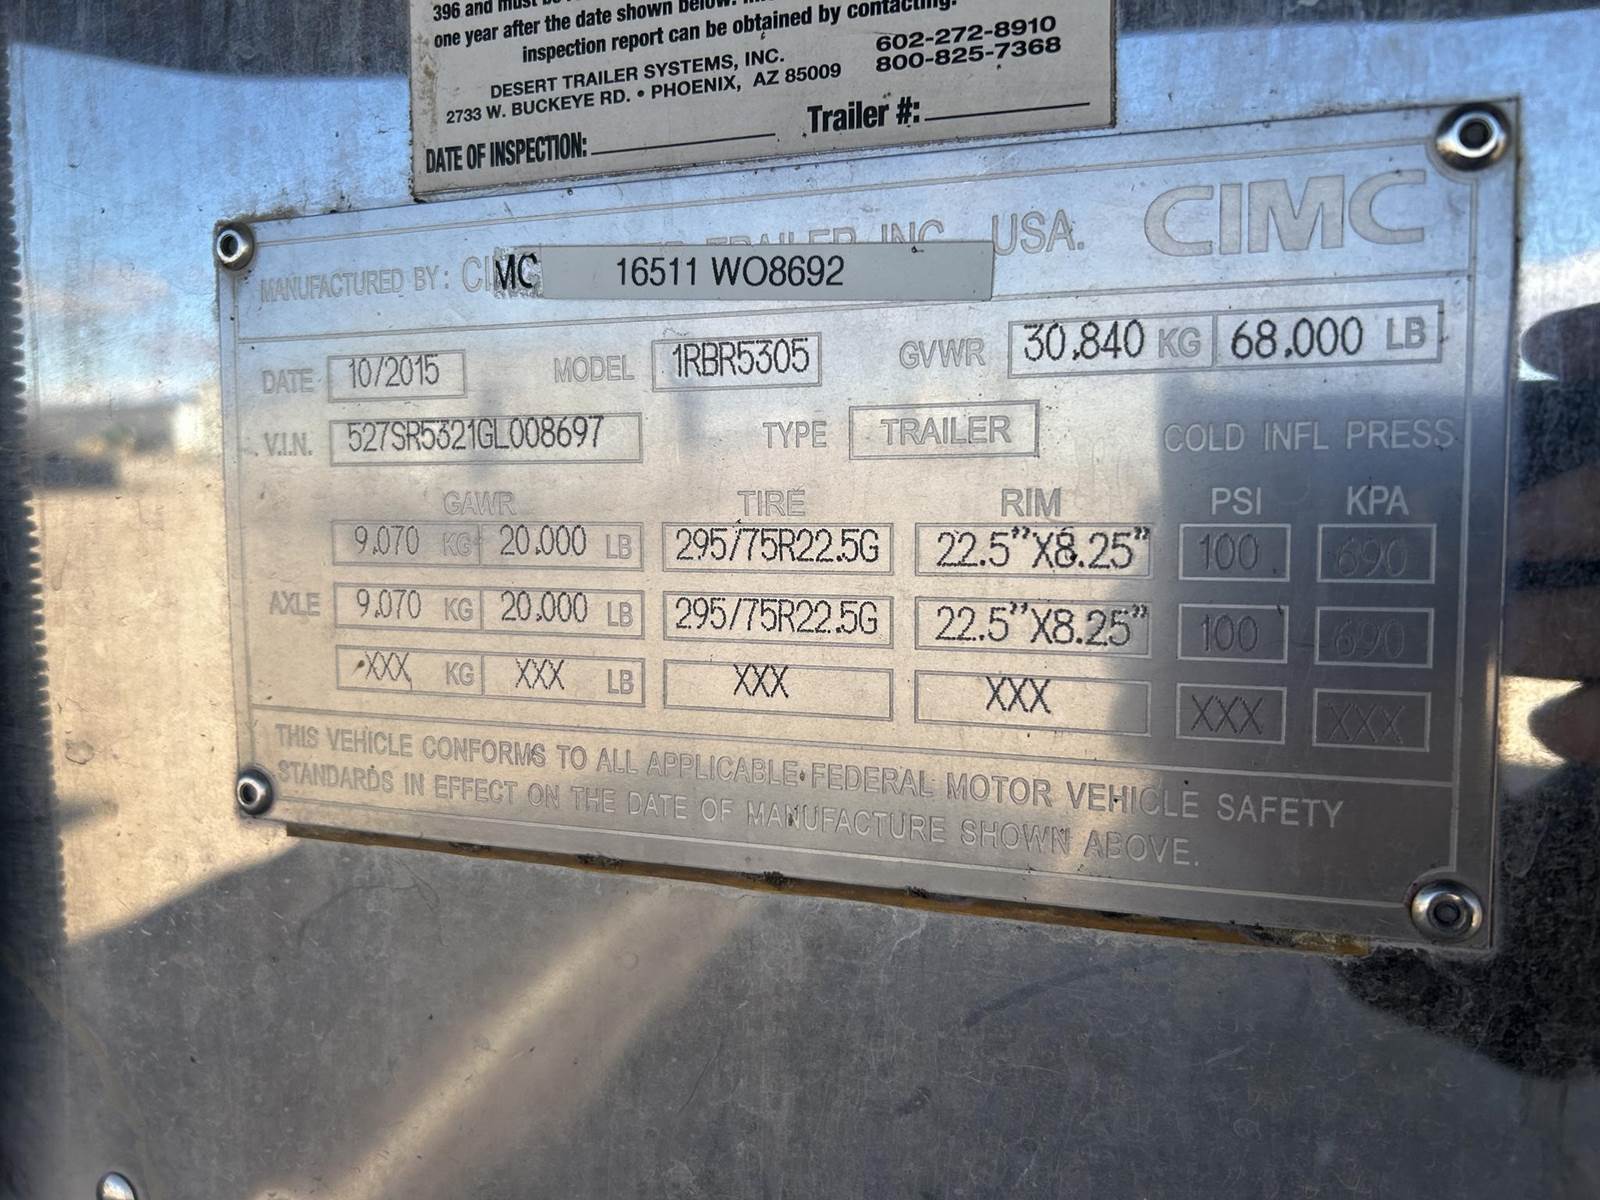 396 and must be
one year after the date shown below.
inspection report can be obtained by contacting:
DESERT TRAILER SYSTEMS, INC. 602-272-8910
2733 W. BUCKEYE RD. • PHOENIX, AZ 85009 800-825-7368
DATE OF INSPECTION: Trailer #:
MANUFACTURED BY: CIMC TRAILER INC. USA. CIMC
16511 WO8692
DATE 10/2015 MODEL 1RBR5305 GVWR 30,840 KG 68,000 LB
V.I.N. 527SR5321GL008697 TYPE TRAILER COLD INFL PRESS
GAWR TIRE RIM PSI KPA
9,070 KG 20,000 LB 295/75R22.5G 22.5”X8.25” 100 690
AXLE 9,070 KG 20,000 LB 295/75R22.5G 22.5”X8.25” 100 690
XXX KG XXX LB XXX XXX XXX XXX
THIS VEHICLE CONFORMS TO ALL APPLICABLE FEDERAL MOTOR VEHICLE SAFETY
STANDARDS IN EFFECT ON THE DATE OF MANUFACTURE SHOWN ABOVE.